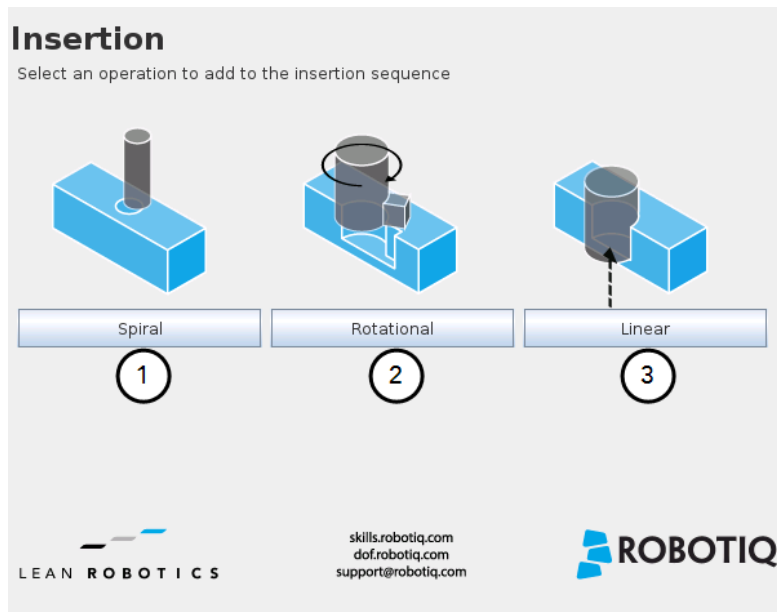 Insertion
Select an operation to add to the insertion sequence
Spiral
Rotational
Linear
1
2
3
LEAN ROBOTICS
skills.robotiq.com
dof.robotiq.com
support@robotiq.com
ROBOTIQ